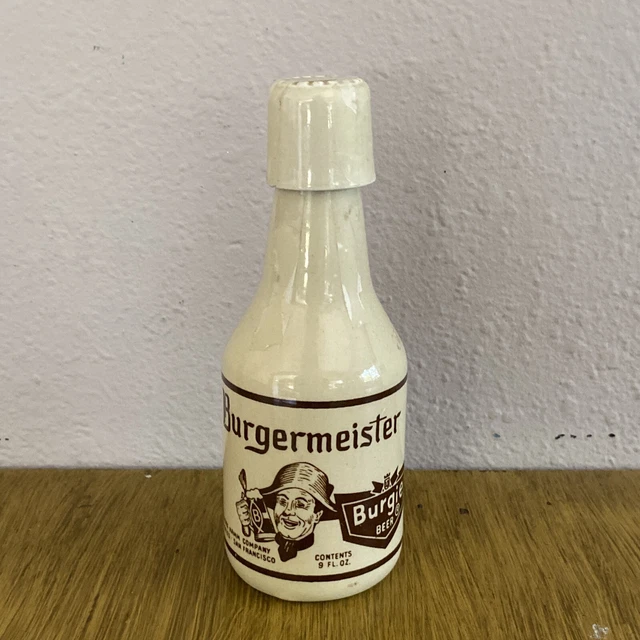 Burgermeister
Burgie
BEER
COMPANY
SAN FRANCISCO
CONTENTS
9 FL. OZ.